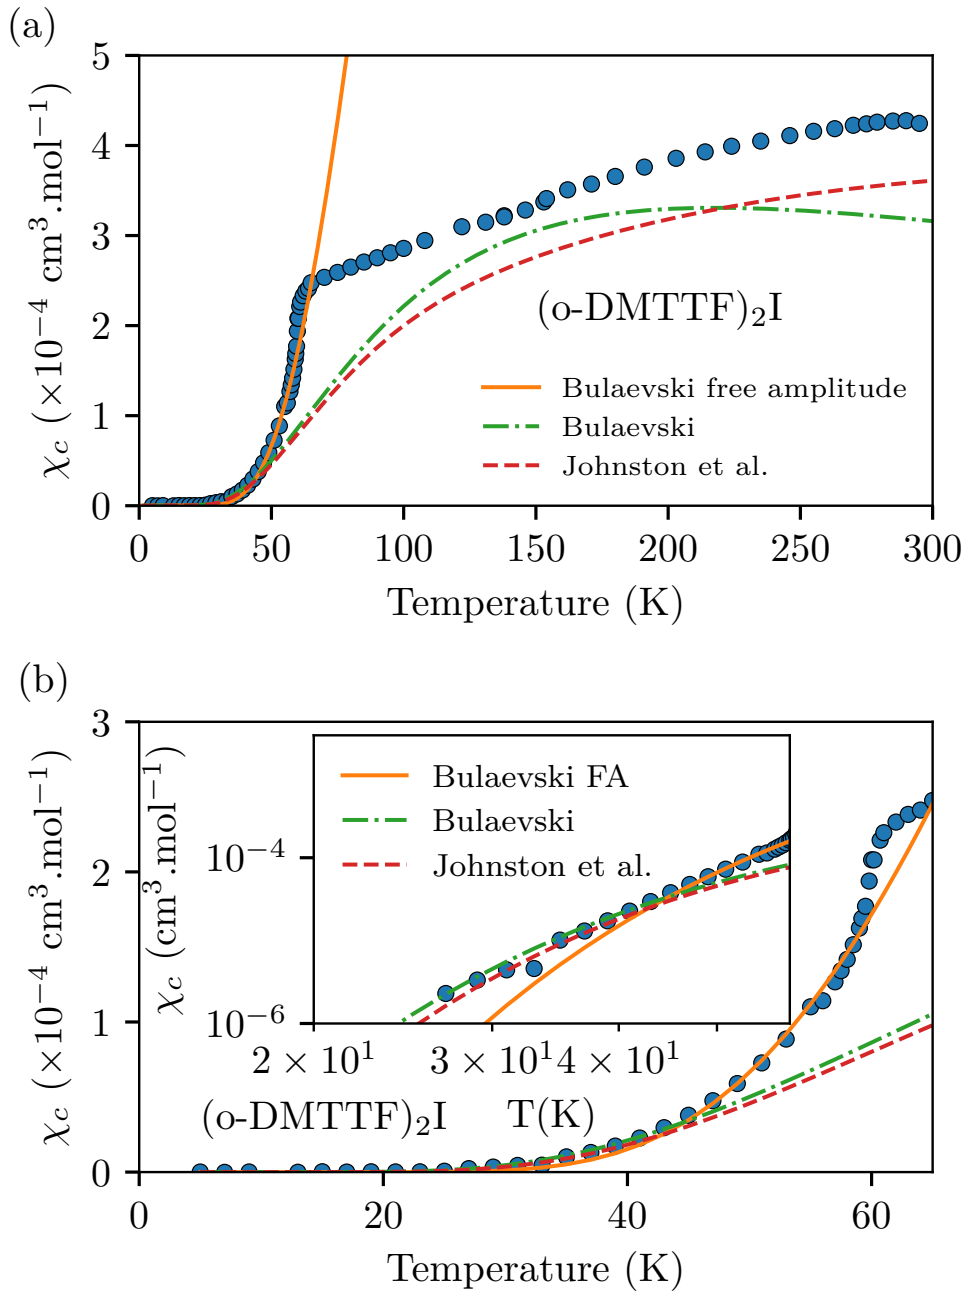 (a)
5
4
3
2
1
0
χc (×10−4 cm3.mol−1)
(o-DMTTF)2I
Bulaevski free amplitude
Bulaevski
Johnston et al.
0 50 100 150 200 250 300
Temperature (K)
(b)
3
2
1
0
χc (×10−4 cm3.mol−1)
χc (cm3.mol−1)
Bulaevski FA
Bulaevski
Johnston et al.
10−4
10−6
2 × 101 3 × 101 4 × 101
(o-DMTTF)2I T(K)
0 20 40 60
Temperature (K)